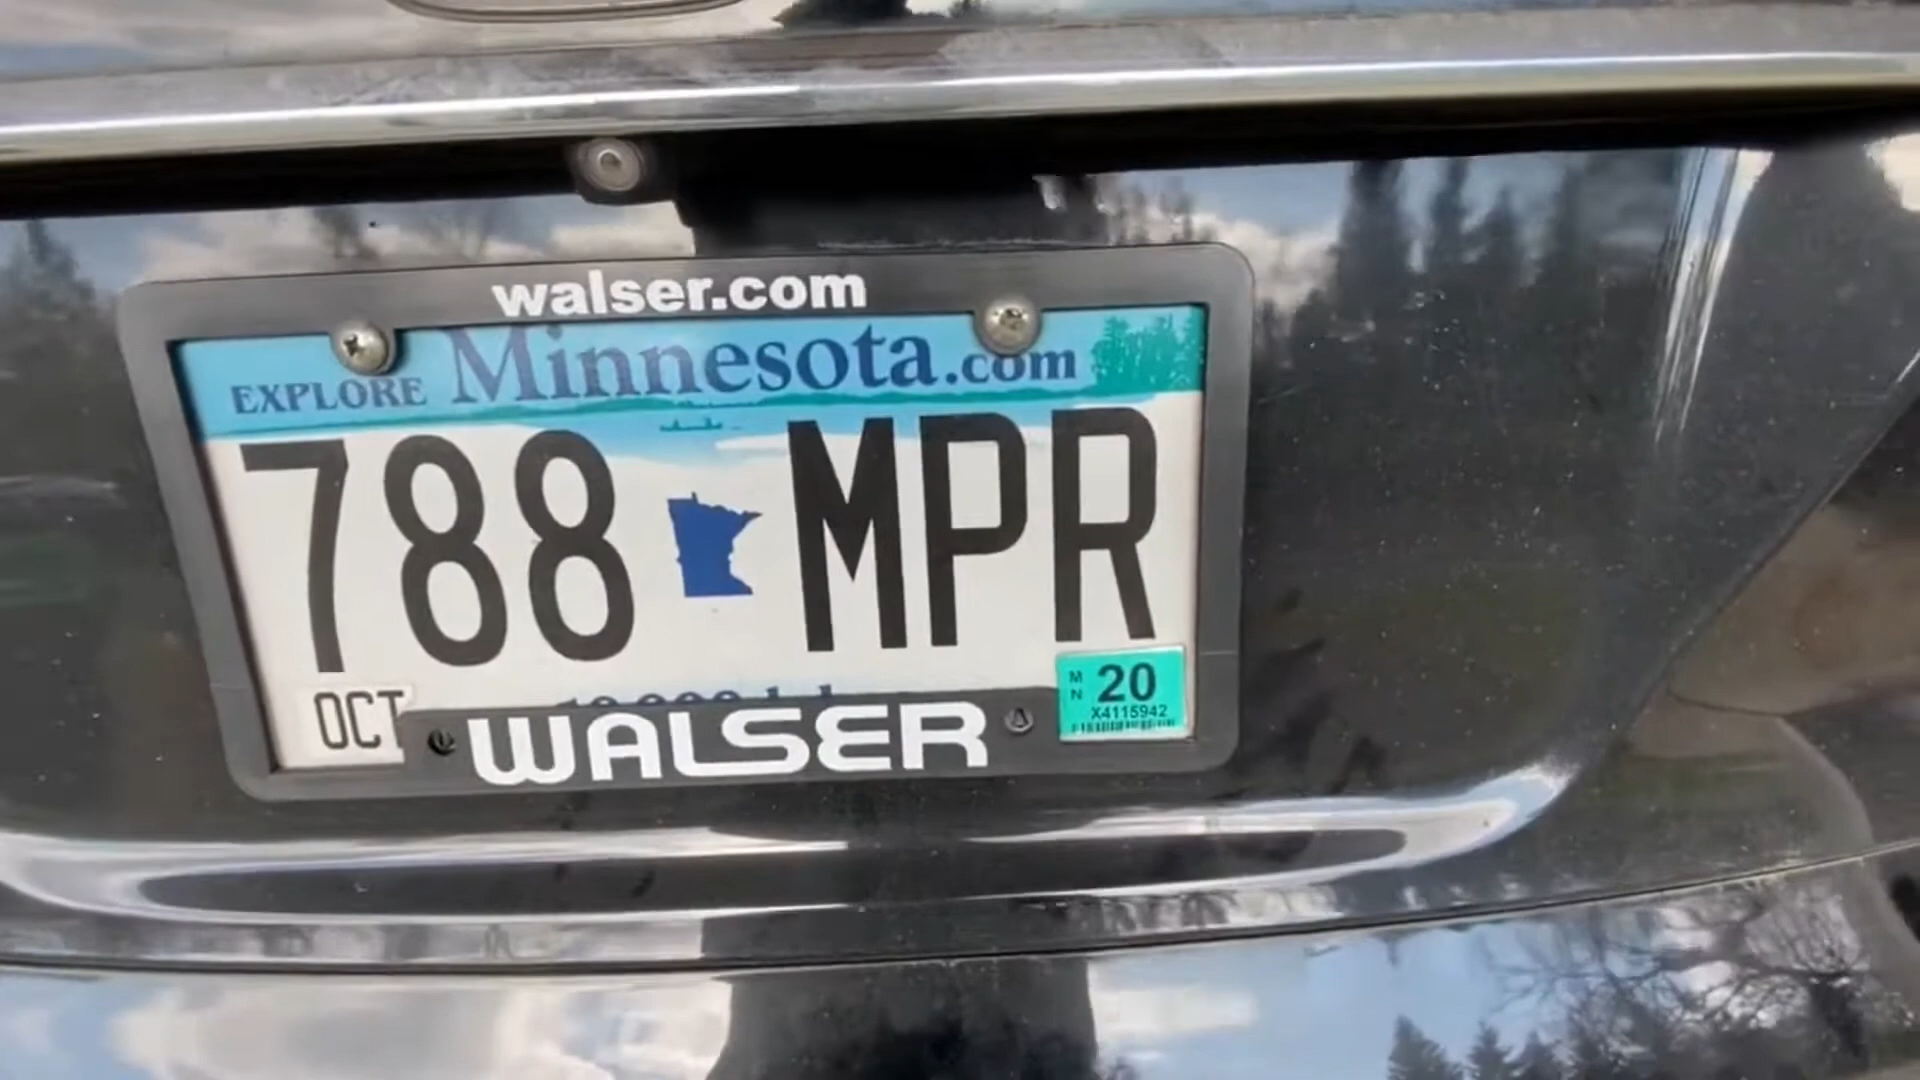 walser.com
EXPLORE Minnesota.com
788 MPR
OCT
MN 20
X4115942
WALSER